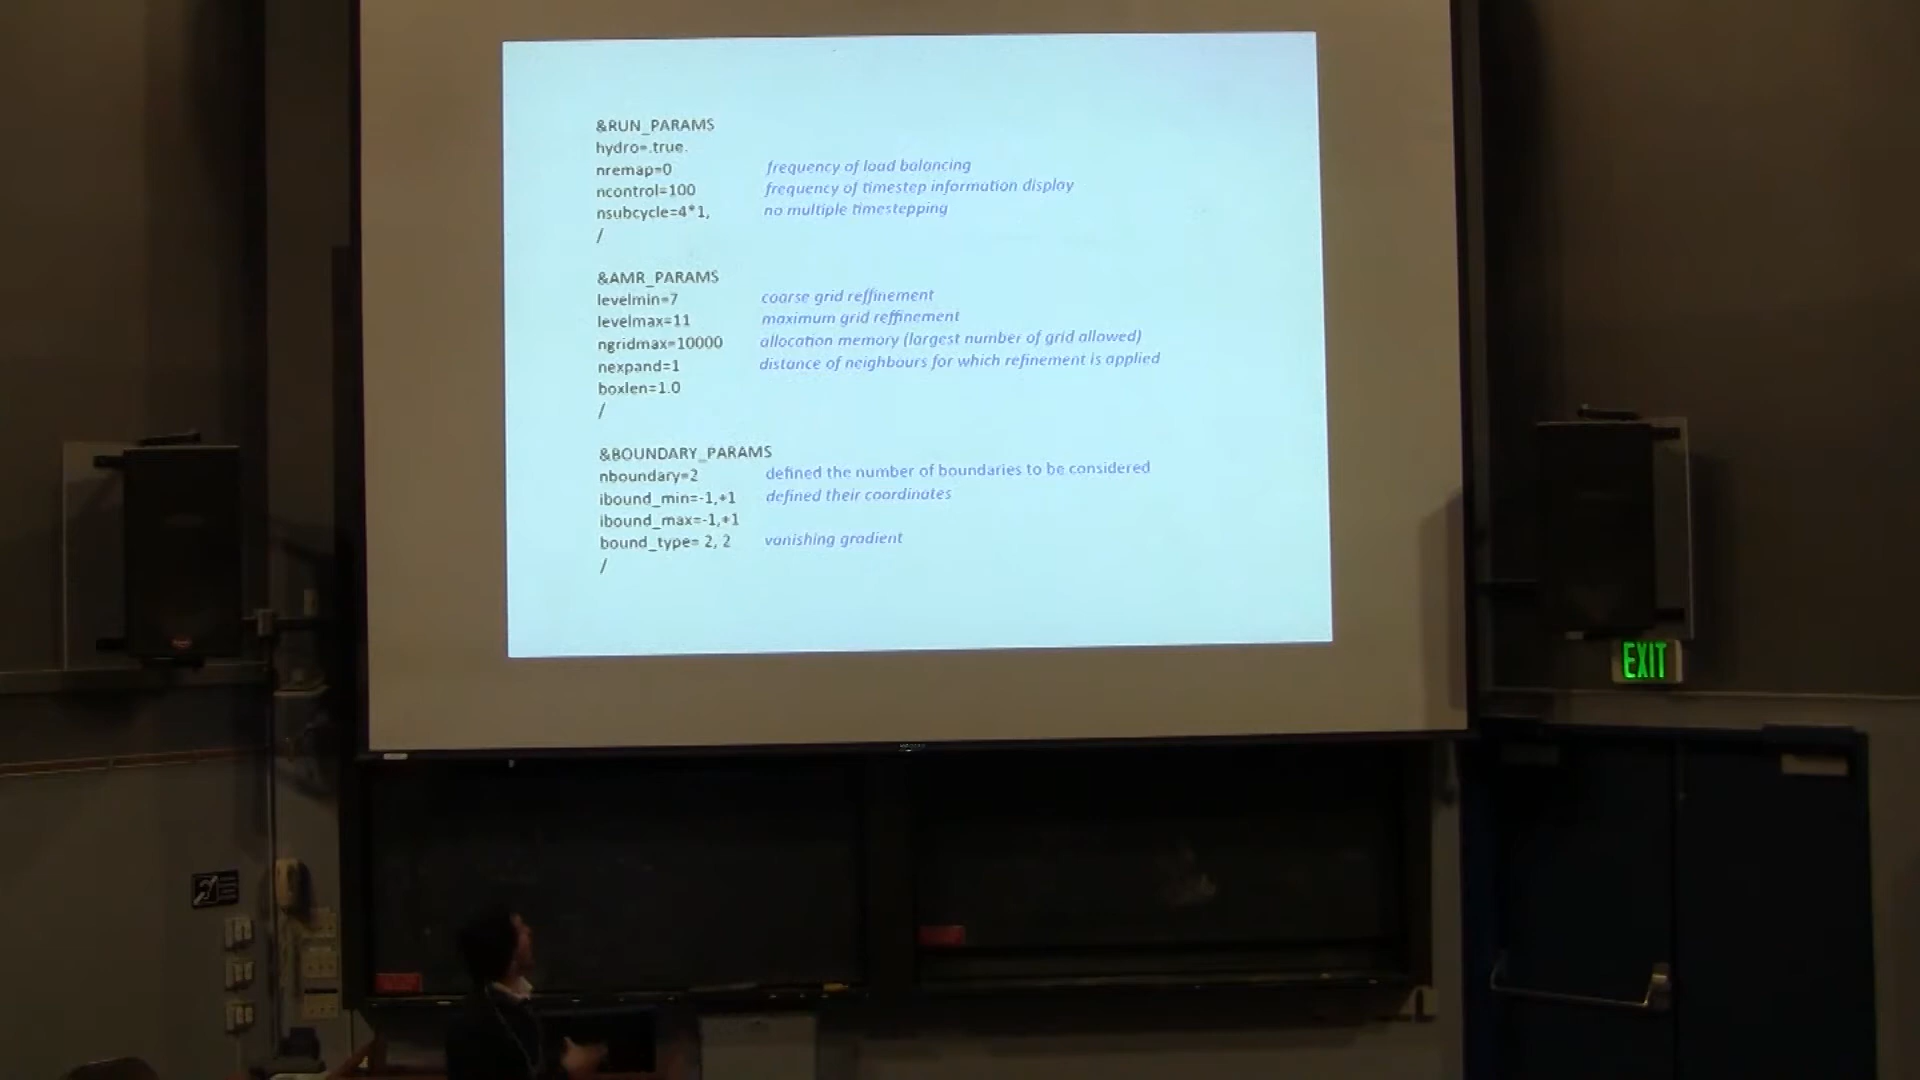 &RUN_PARAMS
hydro=.true.
nremap=0 frequency of load balancing
ncontrol=100 frequency of timestep information display
nsubcycle=4*1, no multiple timestepping
/
&AMR_PARAMS
levelmin=7 coarse grid reffinement
levelmax=11 maximum grid reffinement
ngridmax=10000 allocation memory (largest number of grid allowed)
nexpand=1 distance of neighbours for which refinement is applied
boxlen=1.0
/
&BOUNDARY_PARAMS
nboundary=2 defined the number of boundaries to be considered
ibound_min=-1,+1 defined their coordinates
ibound_max=-1,+1
bound_type= 2, 2 vanishing gradient
/
EXIT